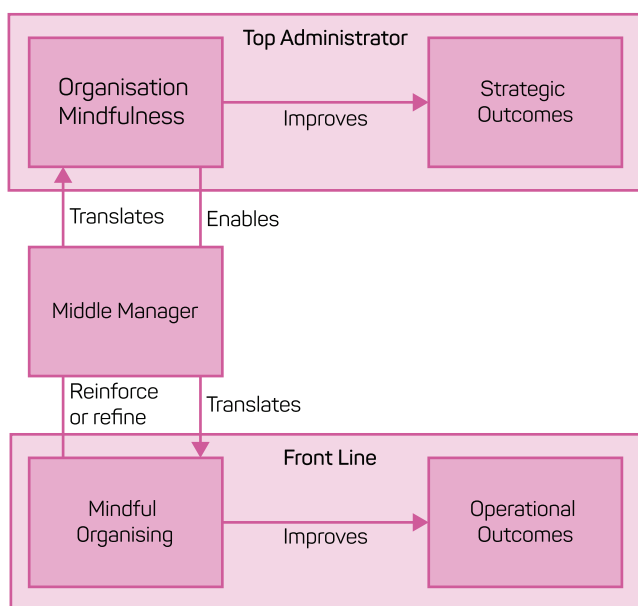 Top Administrator
Organisation
Mindfulness
Improves
Strategic
Outcomes
Translates
Enables
Middle Manager
Reinforce
or refine
Translates
Front Line
Mindful
Organising
Improves
Operational
Outcomes